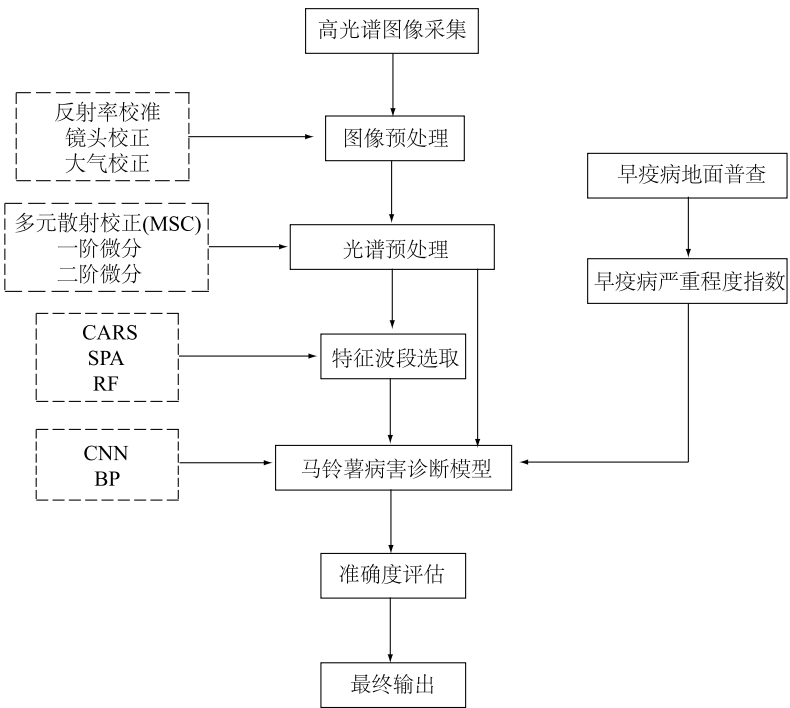 高光谱图像采集
反射率校准
镜头校正
大气校正
图像预处理
早疫病地面普查
多元散射校正(MSC)
一阶微分
二阶微分
光谱预处理
早疫病严重程度指数
CARS
SPA
RF
特征波段选取
CNN
BP
马铃薯病害诊断模型
准确度评估
最终输出